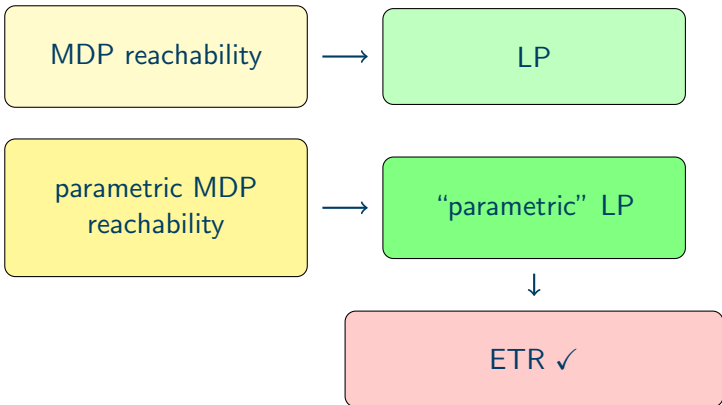 MDP reachability ⟶ LP
parametric MDP
reachability ⟶ “parametric” LP
↓
ETR ✓